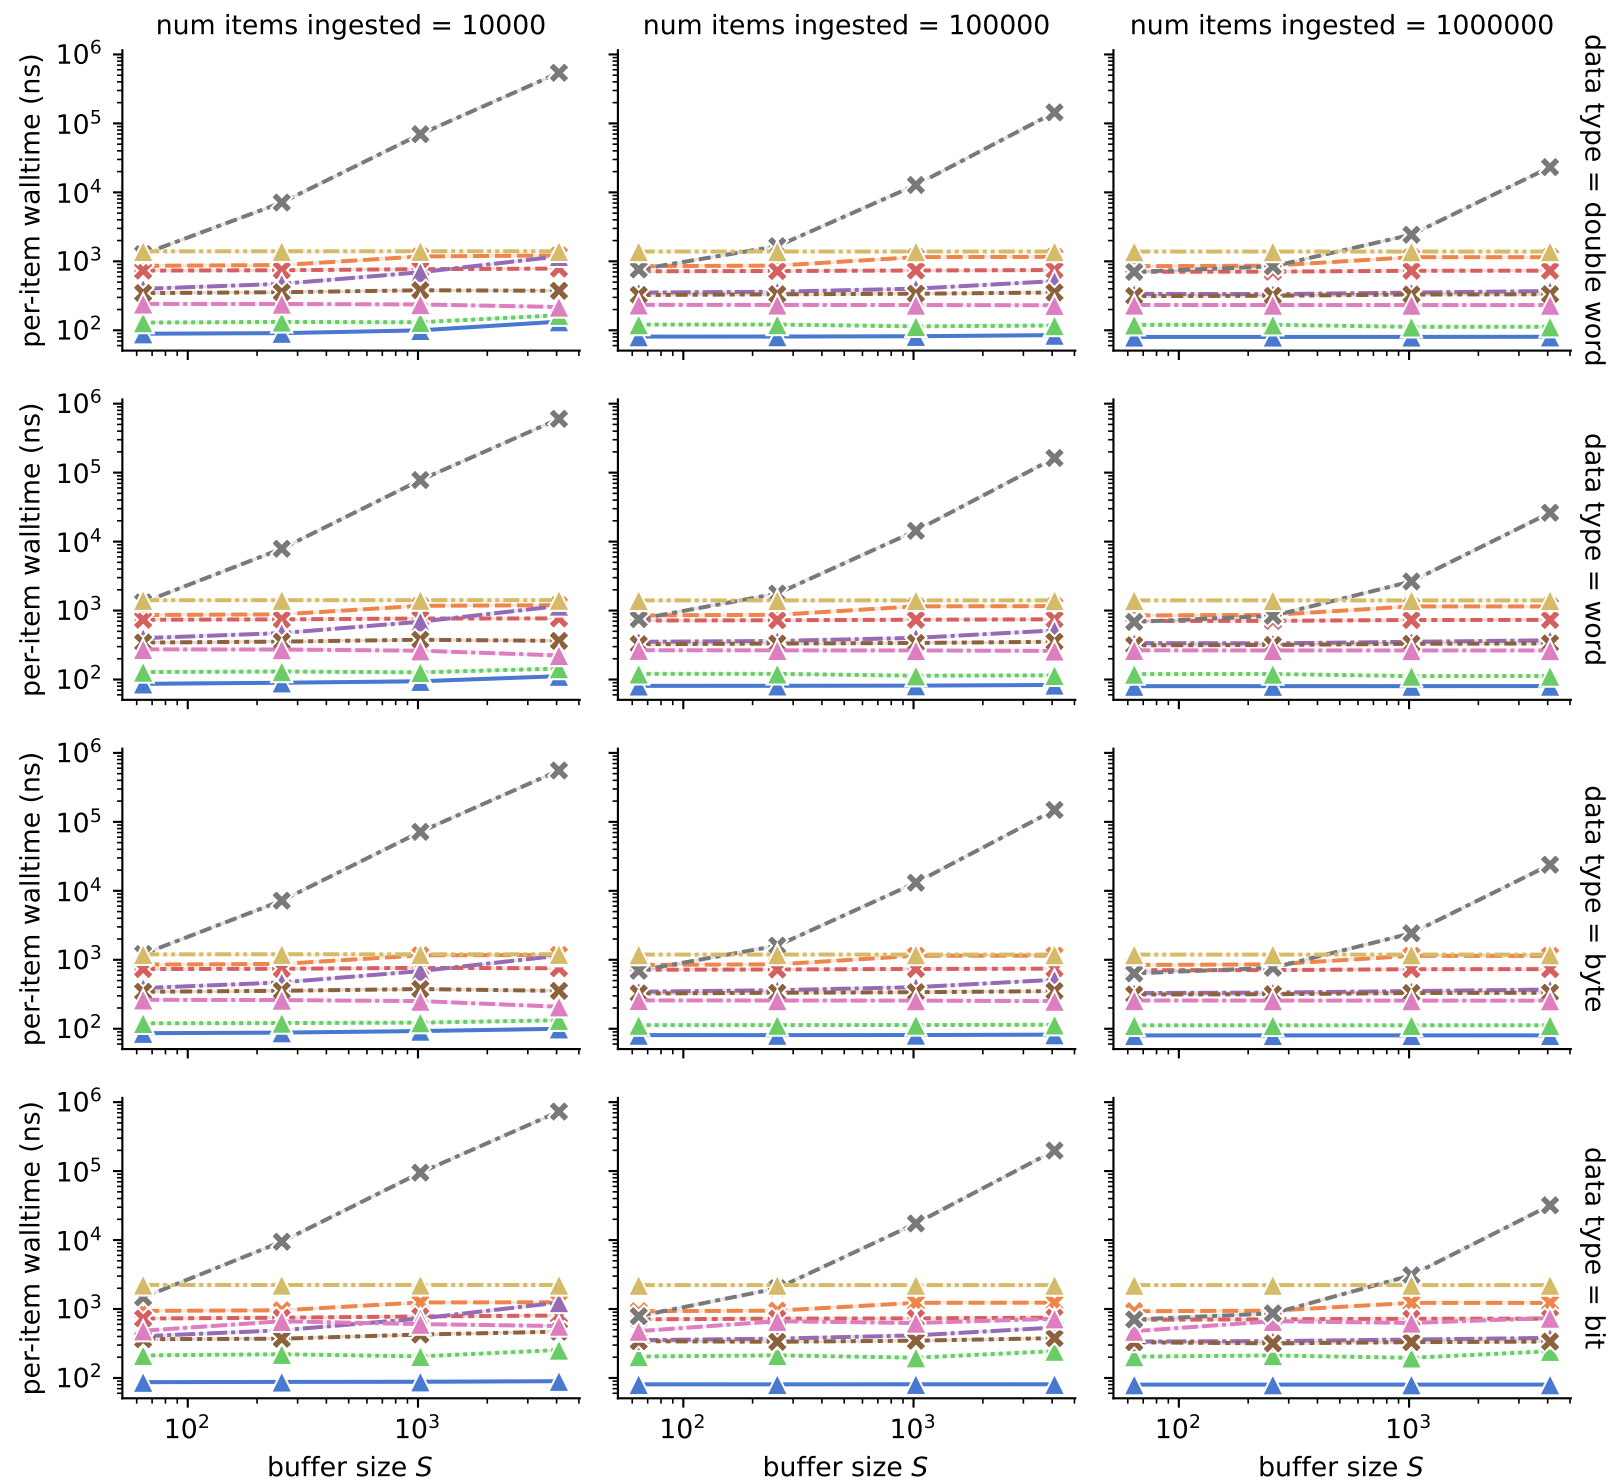 num items ingested = 10000
num items ingested = 100000
num items ingested = 1000000
per-item walltime (ns)
10^6
10^5
10^4
10^3
10^2
data type = double word
per-item walltime (ns)
10^6
10^5
10^4
10^3
10^2
data type = word
per-item walltime (ns)
10^6
10^5
10^4
10^3
10^2
data type = byte
per-item walltime (ns)
10^6
10^5
10^4
10^3
10^2
data type = bit
10^2 10^3
10^2 10^3
10^2 10^3
buffer size S
buffer size S
buffer size S